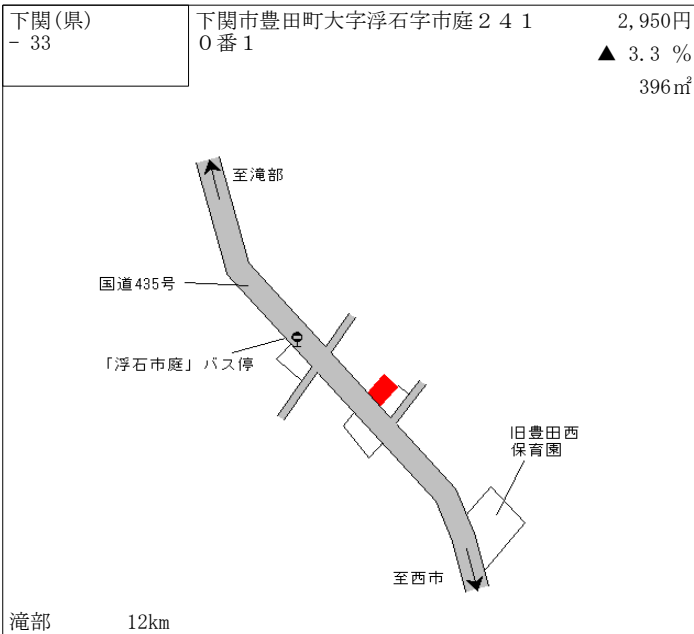 下関(県)
- 33
下関市豊田町大字浮石字市庭２４１
０番１
2,950円
▲ 3.3 %
396㎡
至滝部
国道435号
「浮石市庭」バス停
旧豊田西
保育園
至西市
滝部 12km